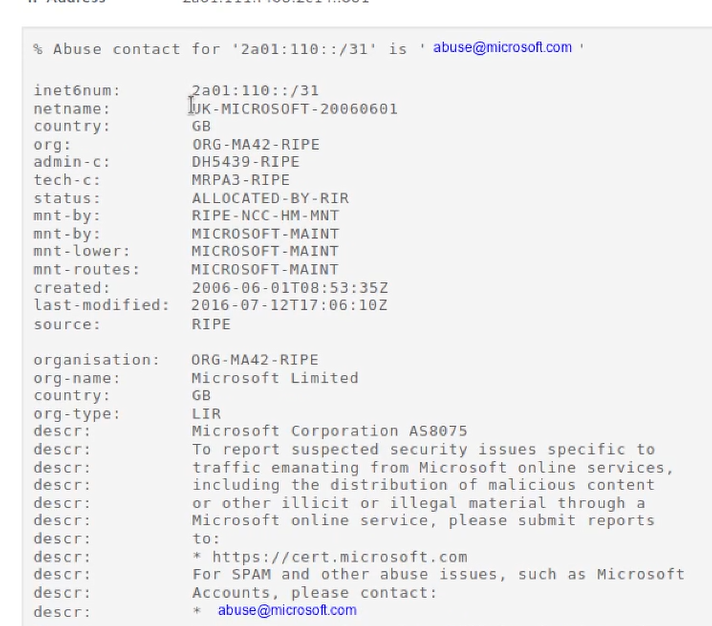 % Abuse contact for '2a01:110::/31' is ' abuse@microsoft.com '
inet6num: 2a01:110::/31
netname: UK-MICROSOFT-20060601
country: GB
org: ORG-MA42-RIPE
admin-c: DH5439-RIPE
tech-c: MRPA3-RIPE
status: ALLOCATED-BY-RIR
mnt-by: RIPE-NCC-HM-MNT
mnt-by: MICROSOFT-MAINT
mnt-lower: MICROSOFT-MAINT
mnt-routes: MICROSOFT-MAINT
created: 2006-06-01T08:53:35Z
last-modified: 2016-07-12T17:06:10Z
source: RIPE
organisation: ORG-MA42-RIPE
org-name: Microsoft Limited
country: GB
org-type: LIR
descr: Microsoft Corporation AS8075
descr: To report suspected security issues specific to
descr: traffic emanating from Microsoft online services,
descr: including the distribution of malicious content
descr: or other illicit or illegal material through a
descr: Microsoft online service, please submit reports
descr: to:
descr: * https://cert.microsoft.com
descr: For SPAM and other abuse issues, such as Microsoft
descr: Accounts, please contact:
descr: * abuse@microsoft.com